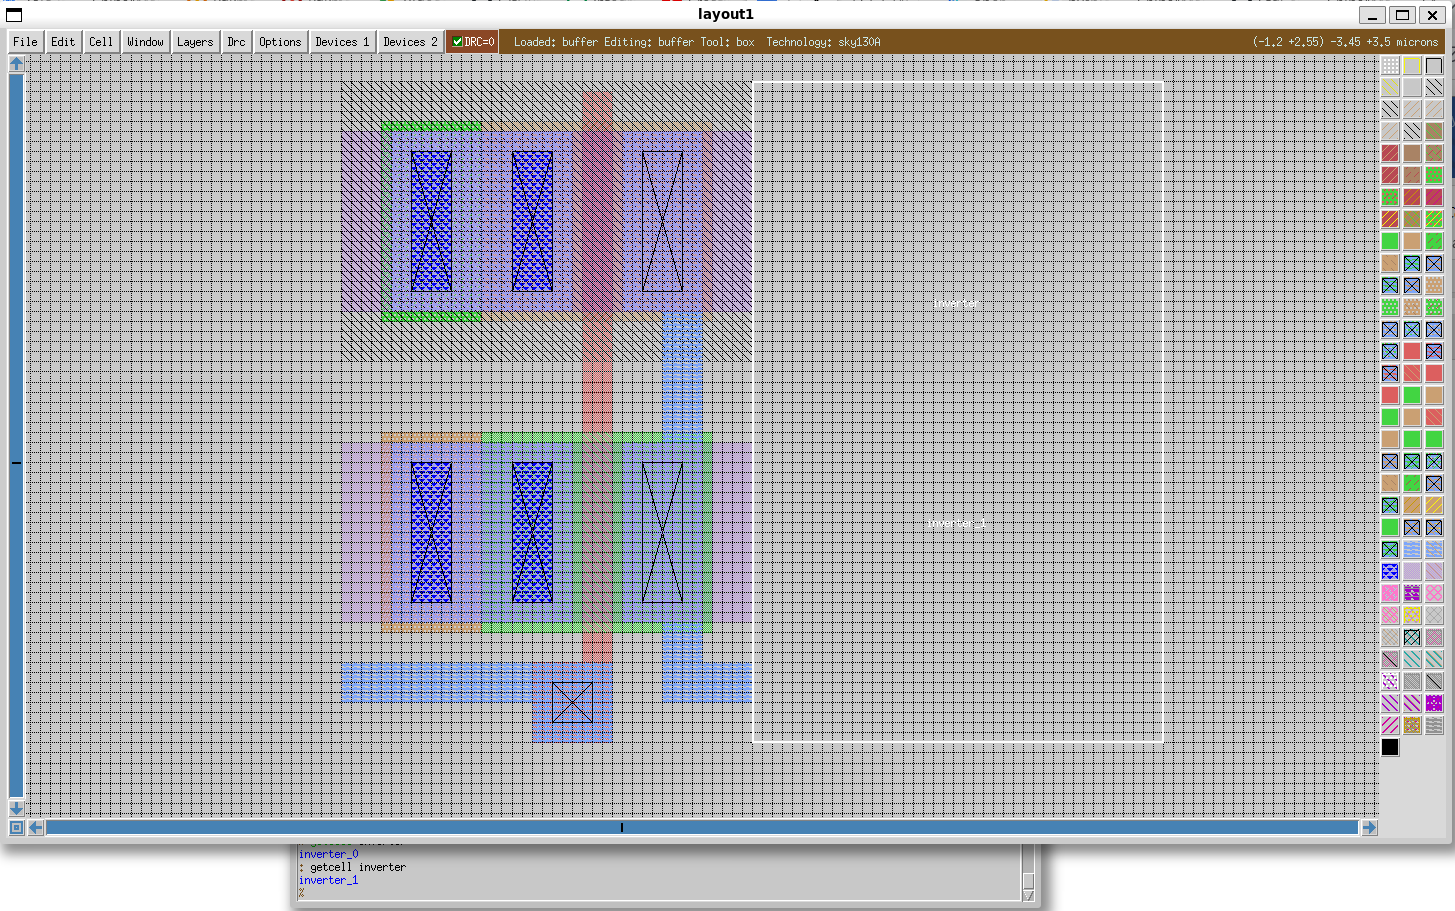 layout1
File Edit Cell Window Layers Drc Options Devices 1 Devices 2 DRC=0 Loaded: buffer Editing: buffer Tool: box Technology: sky130A (-1.2 +2.55) -3.45 +3.5 microns
inverter
inverter_1
inverter_0
: getcell inverter
inverter_1
%